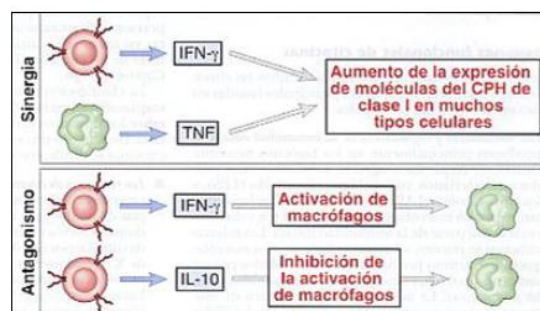 Sinergia
IFN-γ
TNF
Aumento de la expresión
de moléculas del CPH de
clase I en muchos
tipos celulares
Antagonismo
IFN-γ
Activación de
macrófagos
IL-10
Inhibición de
la activación
de macrófagos